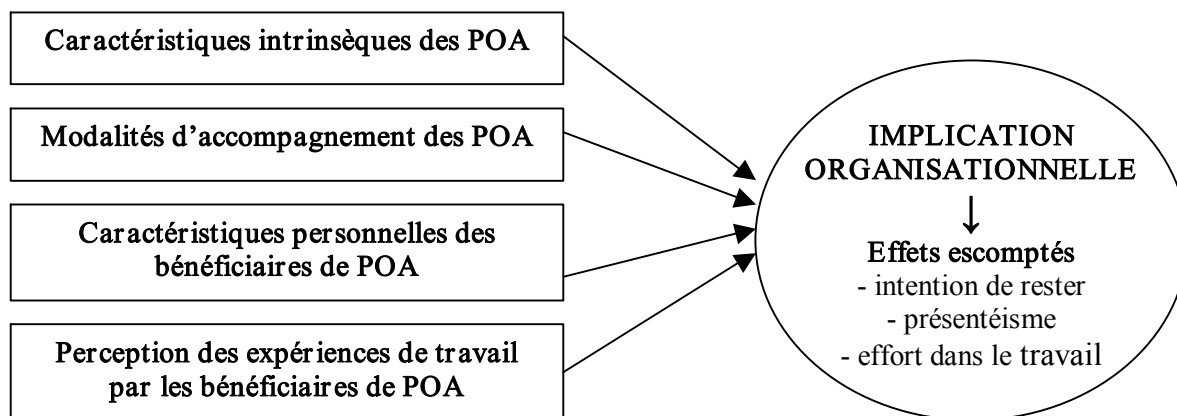 Caractéristiques intrinsèques des POA
Modalités d’accompagnement des POA
Caractéristiques personnelles des
bénéficiaires de POA
Perception des expériences de travail
par les bénéficiaires de POA
IMPLICATION
ORGANISATIONNELLE
↓
Effets escomptés
- intention de rester
- présentéisme
- effort dans le travail